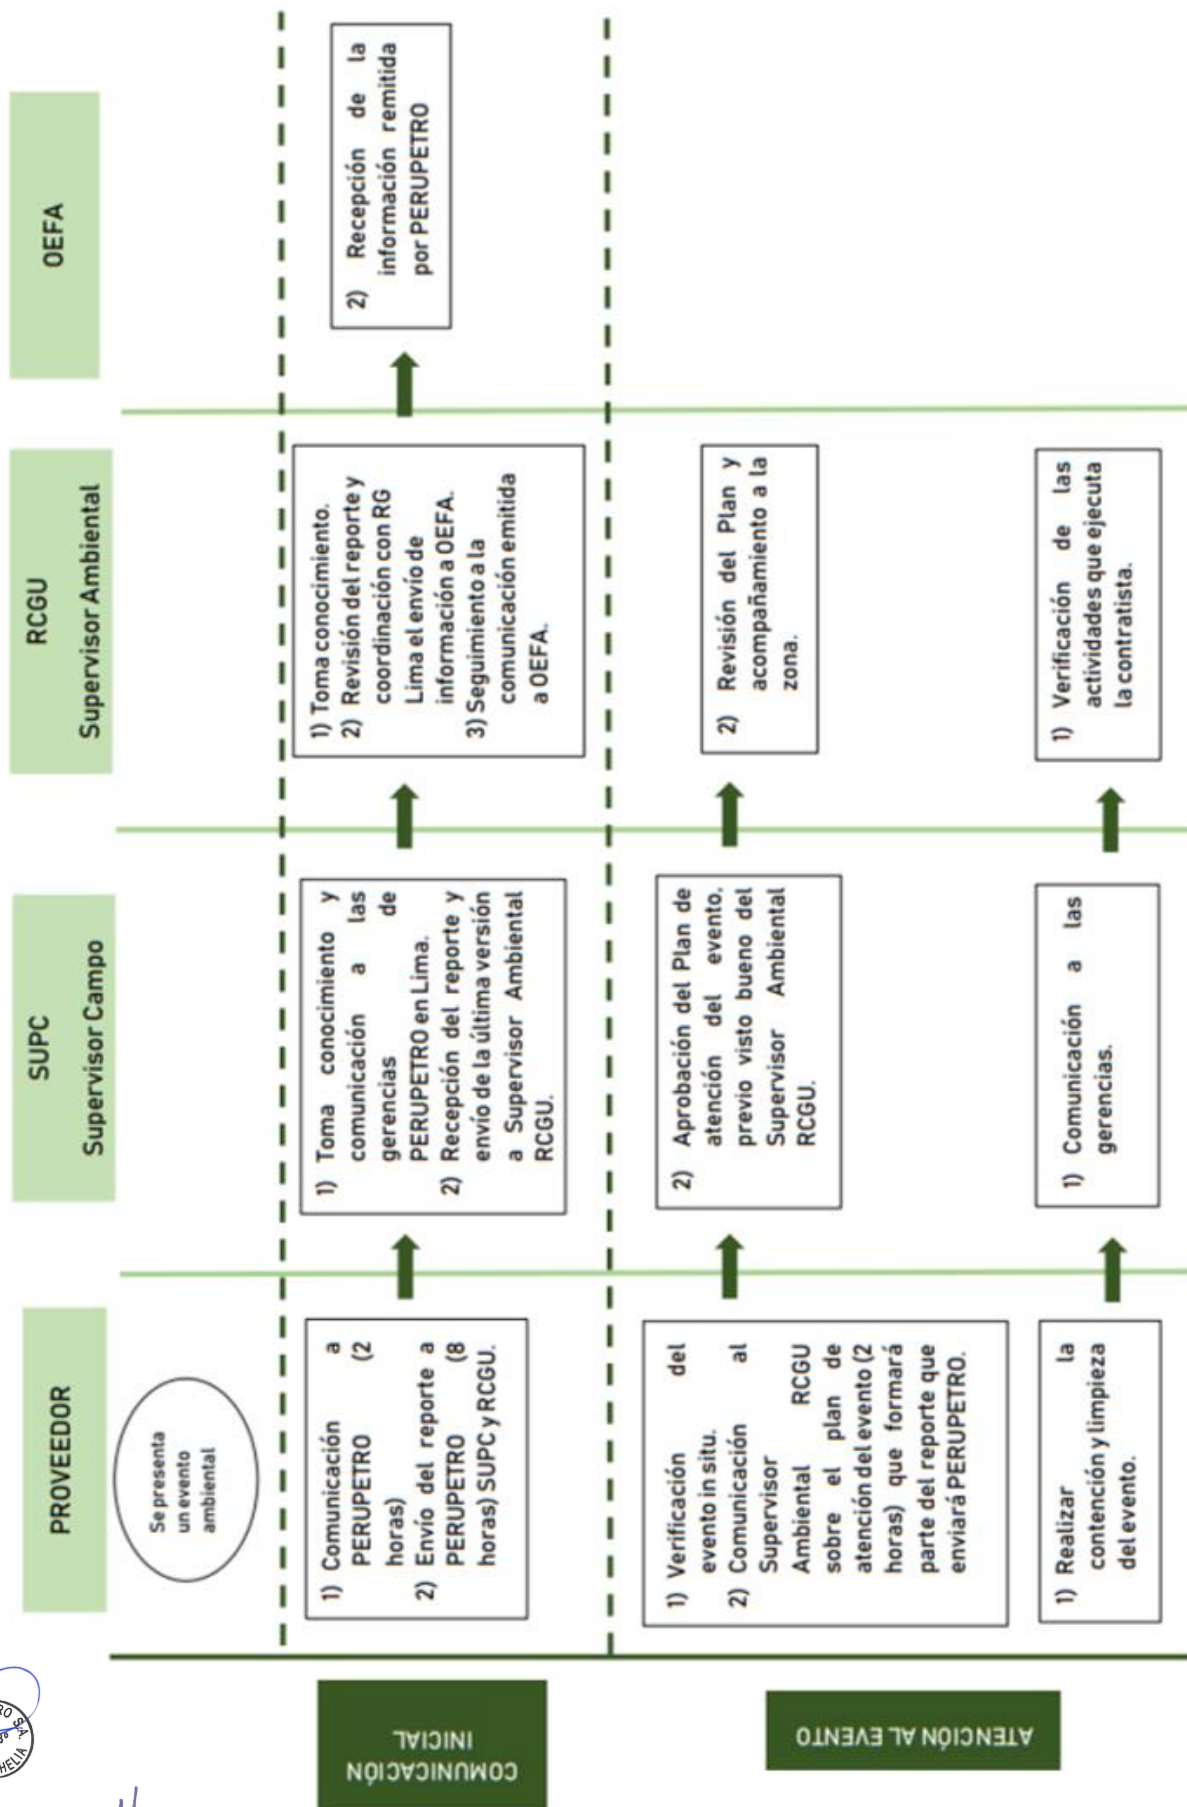 PROVEEDOR
SUPC
Supervisor Campo
RCGU
Supervisor Ambiental
OEFA
Se presenta
un evento
ambiental
COMUNICACIÓN
INICIAL
1) Comunicación a
PERUPETRO (2
horas)
2) Envío del reporte a
PERUPETRO (8
horas) SUPC y RCGU.
1) Toma conocimiento y
comunicación a las
gerencias de
PERUPETRO en Lima.
2) Recepción del reporte y
envío de la última versión
a Supervisor Ambiental
RCGU.
1) Toma conocimiento.
2) Revisión del reporte y
coordinación con RG
Lima el envío de
información a OEFA.
3) Seguimiento a la
comunicación emitida
a OEFA.
2) Recepción de la
información remitida
por PERUPETRO
ATENCIÓN AL EVENTO
1) Verificación del
evento in situ.
2) Comunicación al
Supervisor
Ambiental RCGU
sobre el plan de
atención del evento (2
horas) que formará
parte del reporte que
enviará PERUPETRO.
2) Aprobación del Plan de
atención del evento,
previo visto bueno del
Supervisor Ambiental
RCGU.
2) Revisión del Plan y
acompañamiento a la
zona.
1) Realizar la
contención y limpieza
del evento.
1) Comunicación a las
gerencias.
1) Verificación de las
actividades que ejecuta
la contratista.